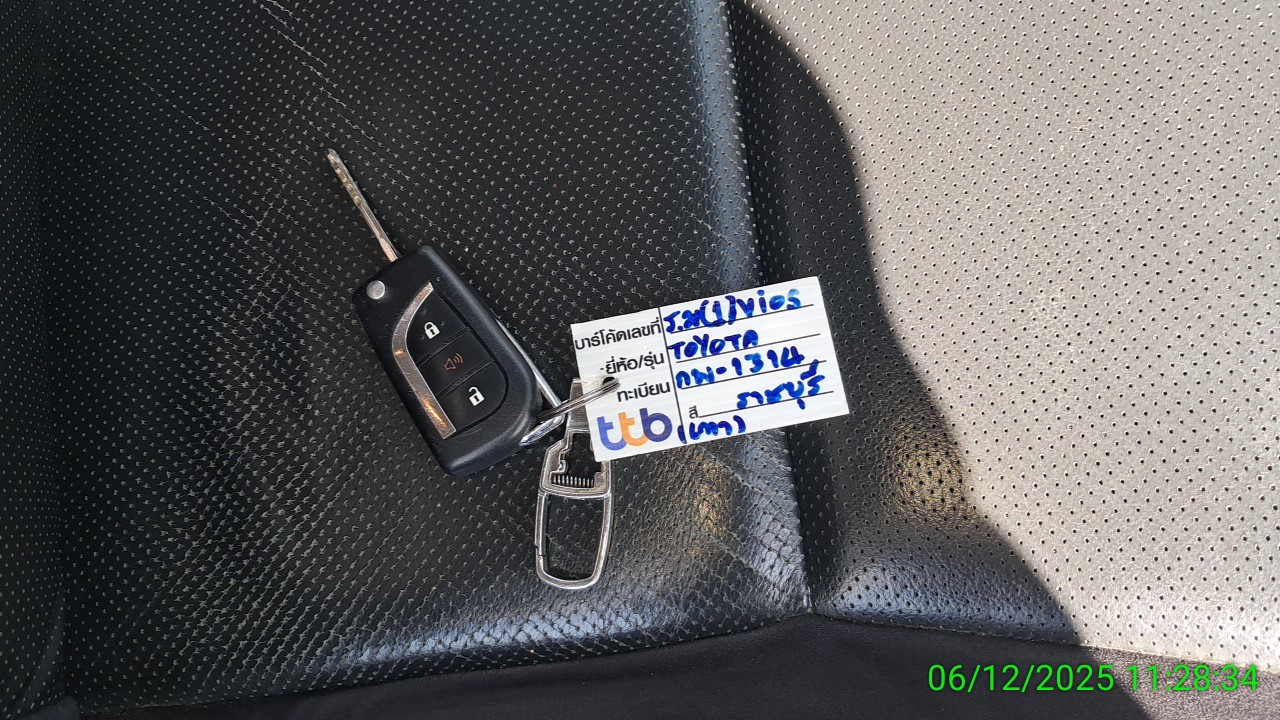 บาร์โค้ดเลขที่ ร.ม(1) Vios
ยี่ห้อ/รุ่น TOYOTA
ทะเบียน กพ-1314
สี ราชบุรี
ttb (เทา)
06/12/2025 11:28:34